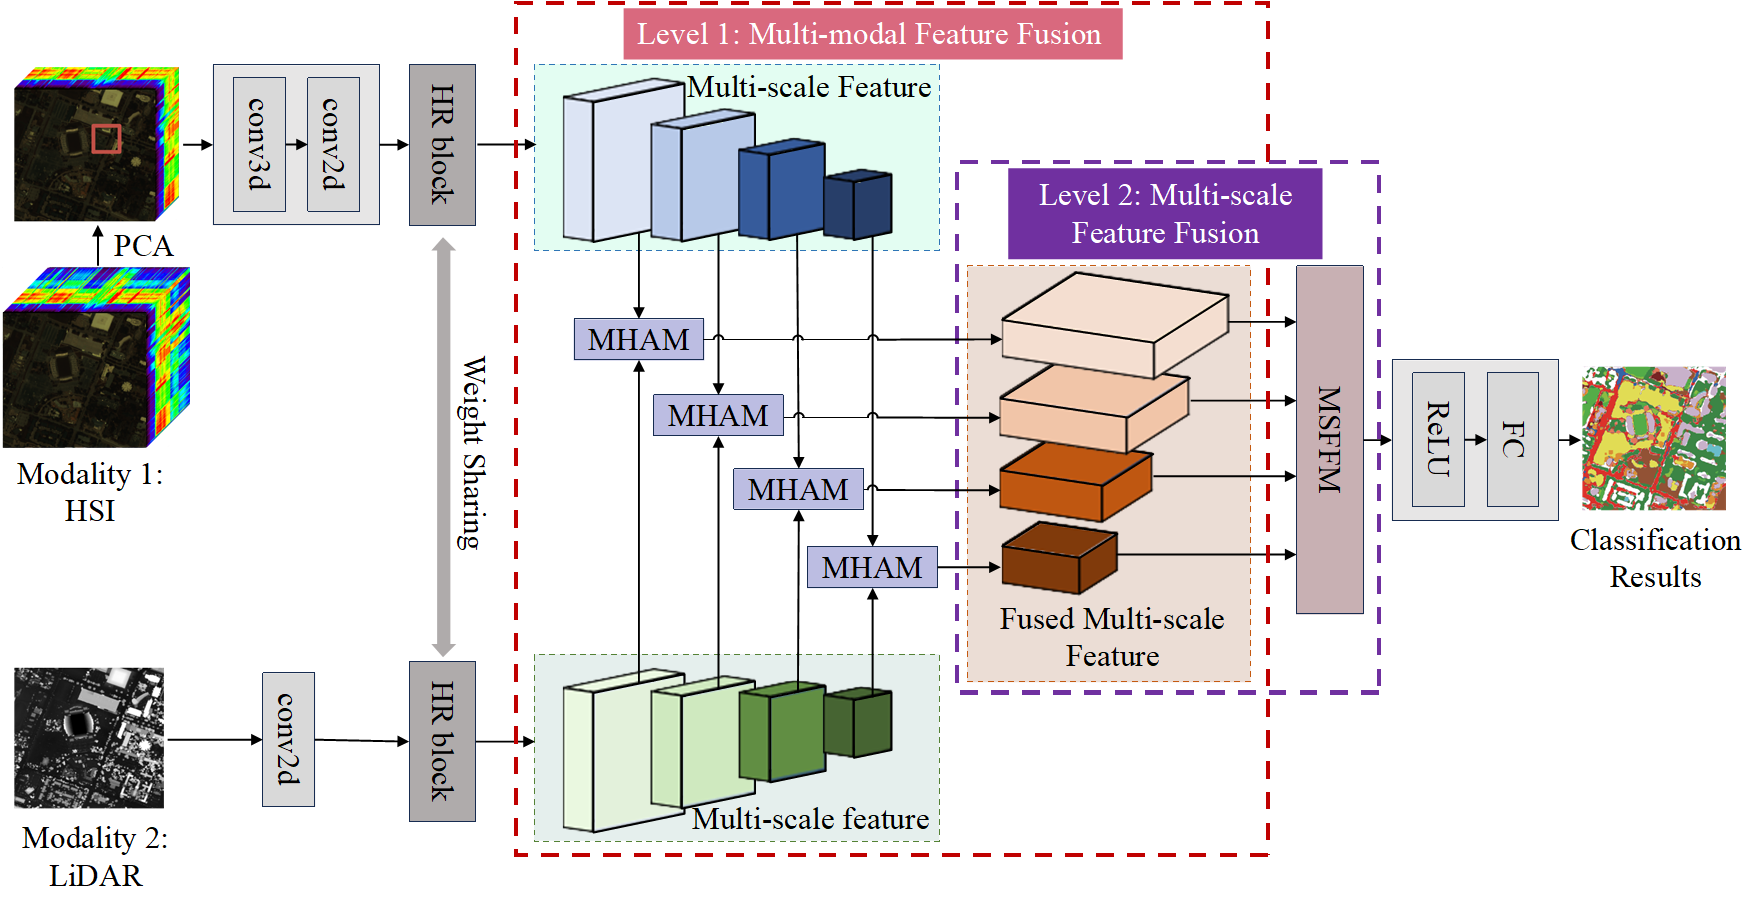 Level 1: Multi-modal Feature Fusion
Multi-scale Feature
conv3d
conv2d
HR block
PCA
Level 2: Multi-scale
Feature Fusion
Modality 1:
HSI
Weight Sharing
MHAM
MHAM
MHAM
MHAM
Fused Multi-scale
Feature
MSFFM
ReLU
FC
Classification
Results
conv2d
HR block
Multi-scale feature
Modality 2:
LiDAR